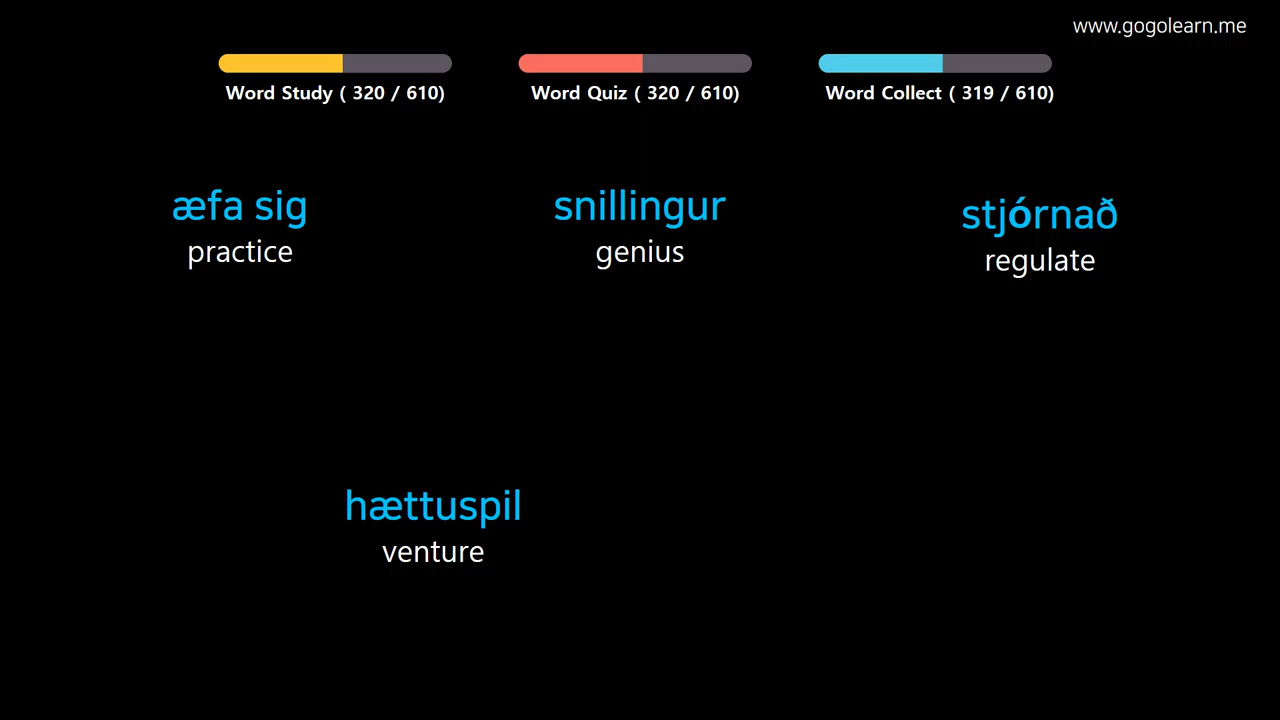 www.gogolearn.me
Word Study ( 320 / 610)
Word Quiz ( 320 / 610)
Word Collect ( 319 / 610)
æfa sig
practice
snillingur
genius
stjórnað
regulate
hættuspil
venture